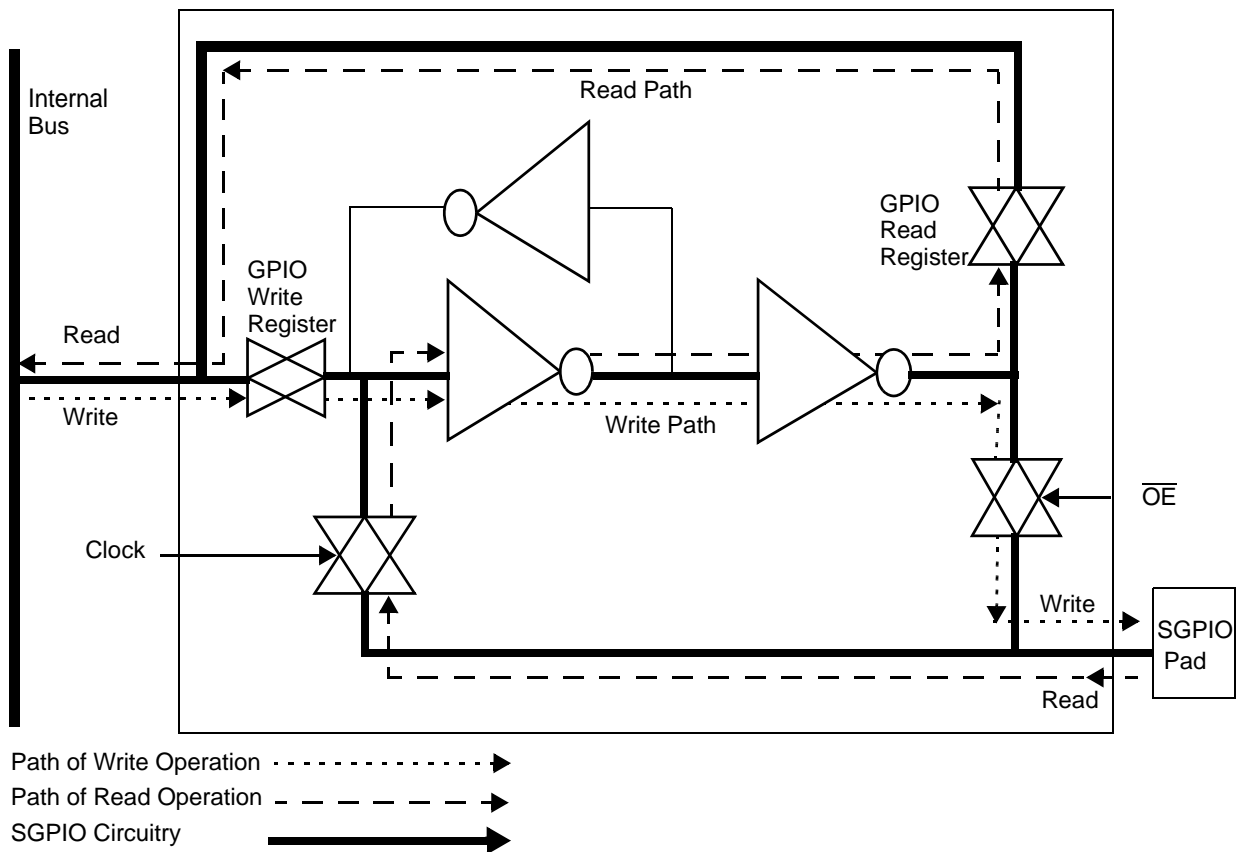 Internal
Bus
Read Path
GPIO
Read
Register
GPIO
Write
Register
Read
Write
Write Path
O̅E̅
Clock
Write
SGPIO
Pad
Read
Path of Write Operation
Path of Read Operation
SGPIO Circuitry